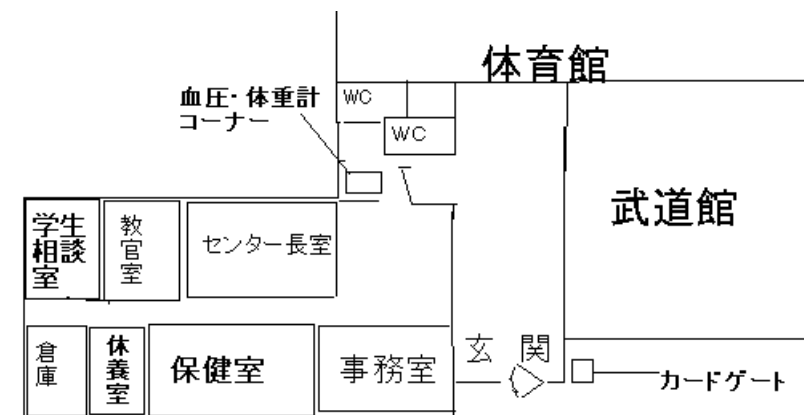 体育館
血圧・体重計
コーナー
WC
WC
武道館
学生
相談
室
教
官
室
センター長室
倉
庫
休
養
室
保健室
事務室
玄関
カードゲート